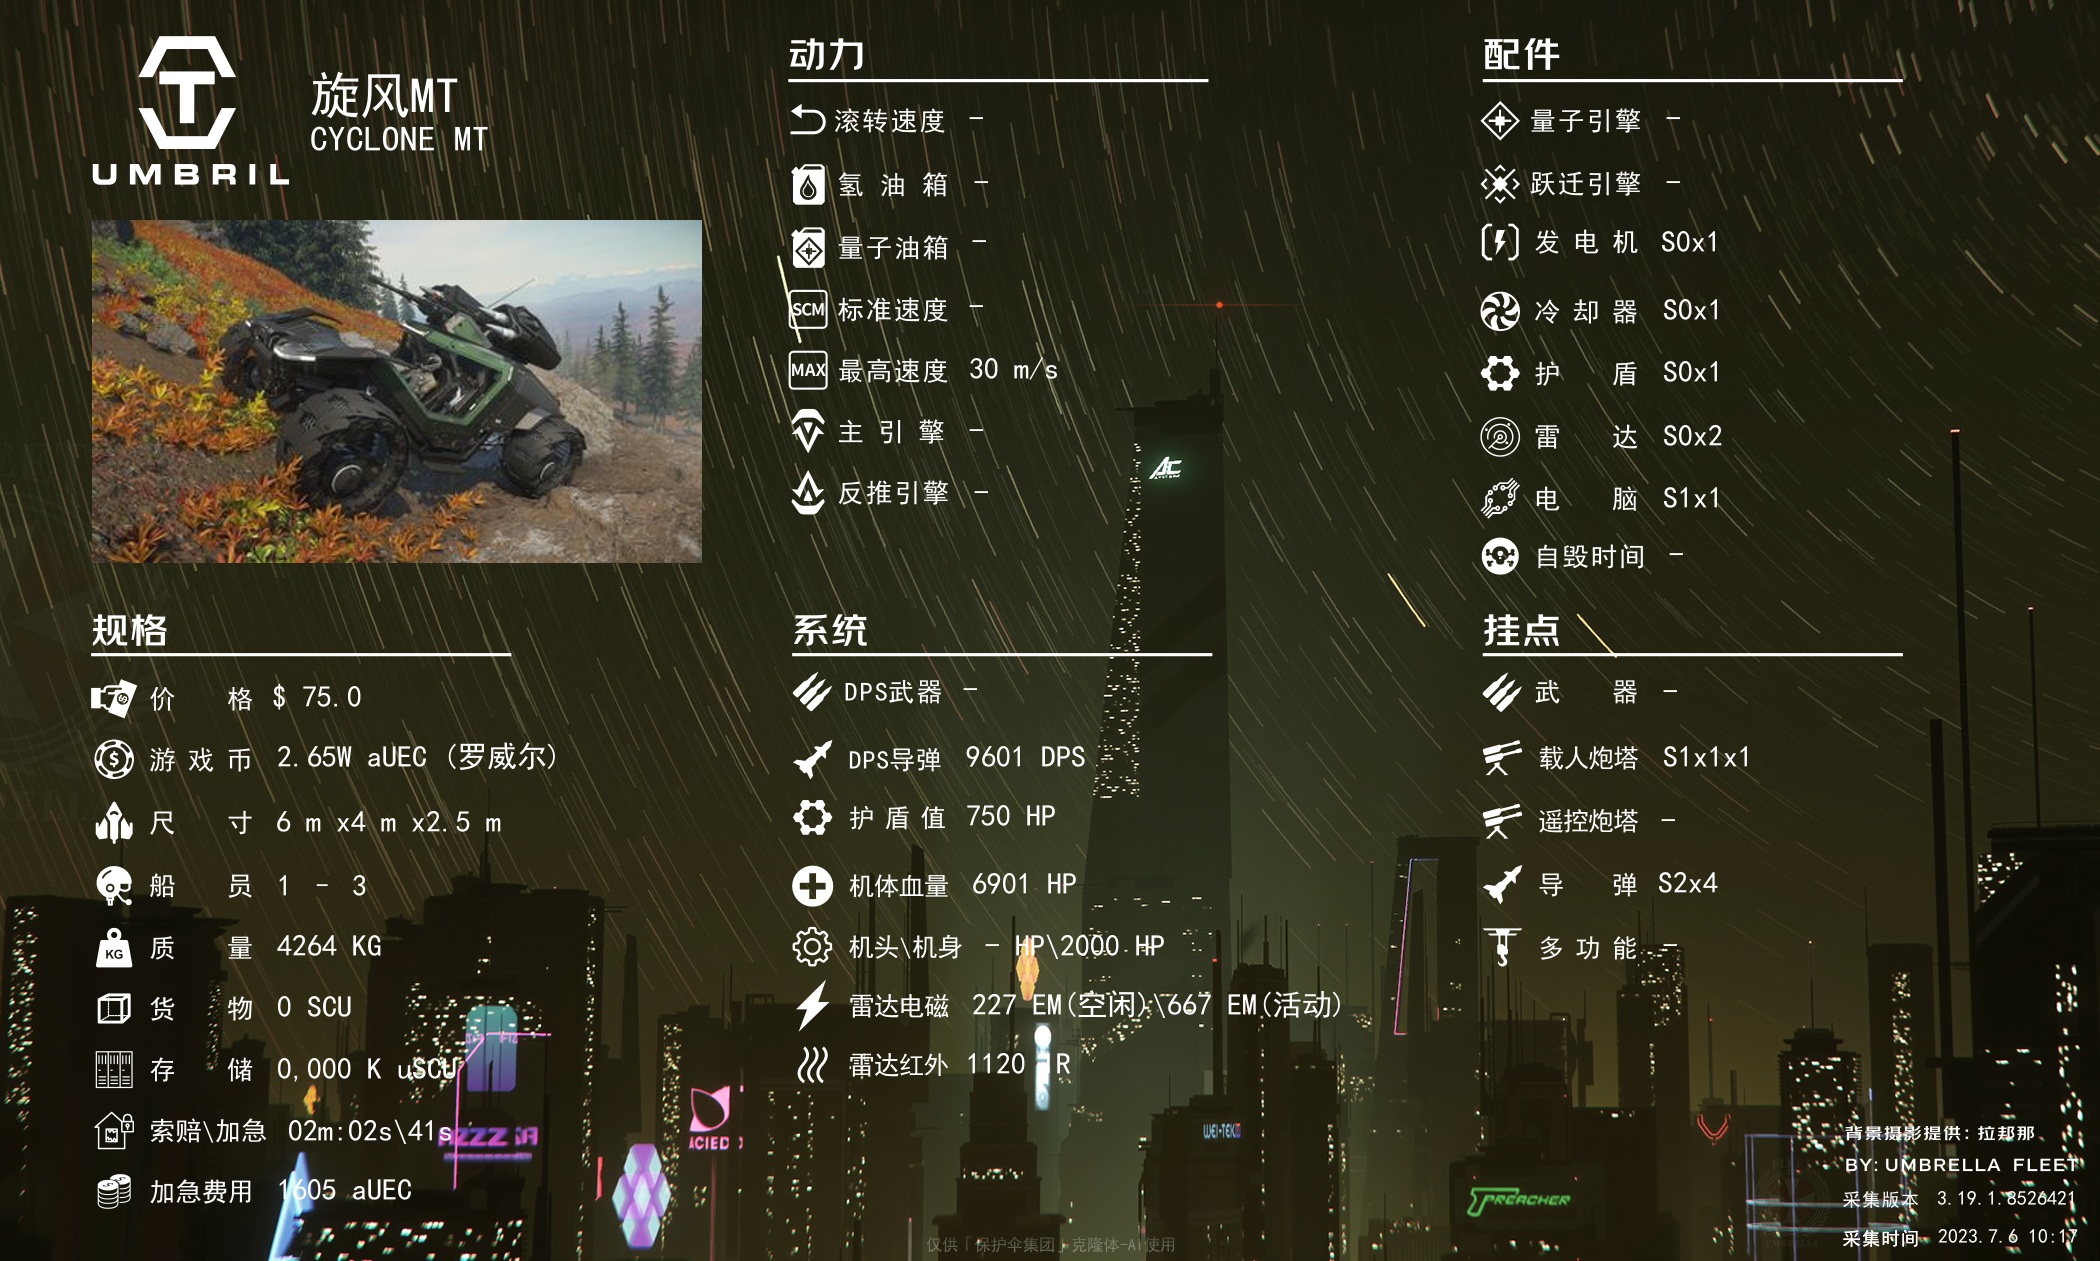 UMBRIL
旋风MT
CYCLONE MT
动力
滚转速度 -
氢油箱 -
量子油箱 -
SCM 标准速度 -
MAX 最高速度 30 m/s
主引擎 -
反推引擎 -
配件
量子引擎 -
跃迁引擎 -
发电机 S0x1
冷却器 S0x1
护盾 S0x1
雷达 S0x2
电脑 S1x1
自毁时间 -
规格
价格 $ 75.0
游戏币 2.65W aUEC (罗威尔)
尺寸 6 m x4 m x2.5 m
船员 1 - 3
KG 质量 4264 KG
货物 0 SCU
存储 0,000 K uSCU
索赔\加急 02m:02s\41s
加急费用 1605 aUEC
系统
DPS武器 -
DPS导弹 9601 DPS
护盾值 750 HP
机体血量 6901 HP
机头\机身 - HP\2000 HP
雷达电磁 227 EM(空闲)\667 EM(活动)
雷达红外 1120 IR
挂点
武器 -
载人炮塔 S1x1x1
遥控炮塔 -
导弹 S2x4
多功能 -
AC
ACIED
WEI-TEK
TREACHER
背景摄影提供: 拉邦那
BY: UMBRELLA FLEET
采集版本 3.19.1.8526421
采集时间 2023.7.6 10:17
仅供「保护伞集团」克隆体-AI使用